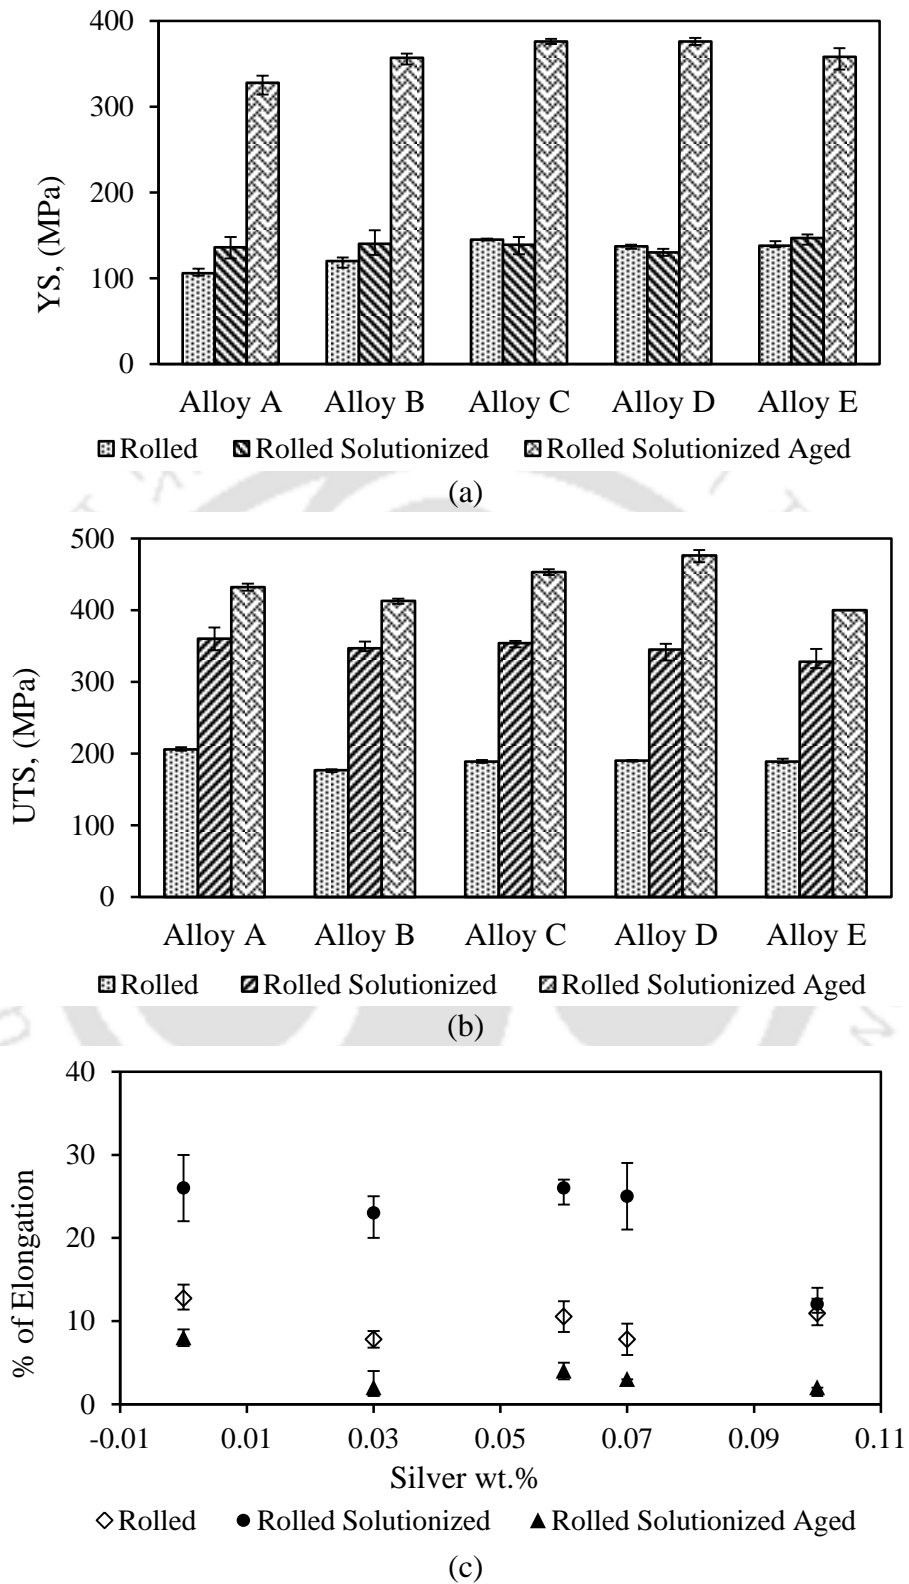 400
300
200
100
0
YS, (MPa)
Alloy A Alloy B Alloy C Alloy D Alloy E
Rolled Rolled Solutionized Rolled Solutionized Aged
(a)
500
400
300
200
100
0
UTS, (MPa)
Alloy A Alloy B Alloy C Alloy D Alloy E
Rolled Rolled Solutionized Rolled Solutionized Aged
(b)
40
30
20
10
0
% of Elongation
-0.01 0.01 0.03 0.05 0.07 0.09 0.11
Silver wt.%
Rolled Rolled Solutionized Rolled Solutionized Aged
(c)